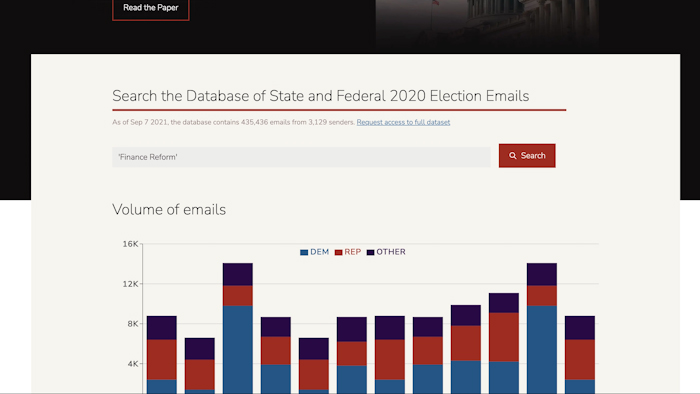 Read the Paper
Search the Database of State and Federal 2020 Election Emails
As of Sep 7 2021, the database contains 435,436 emails from 3,129 senders. Request access to full dataset
'Finance Reform'
Search
Volume of emails
16K
DEM REP OTHER
12K
8K
4K